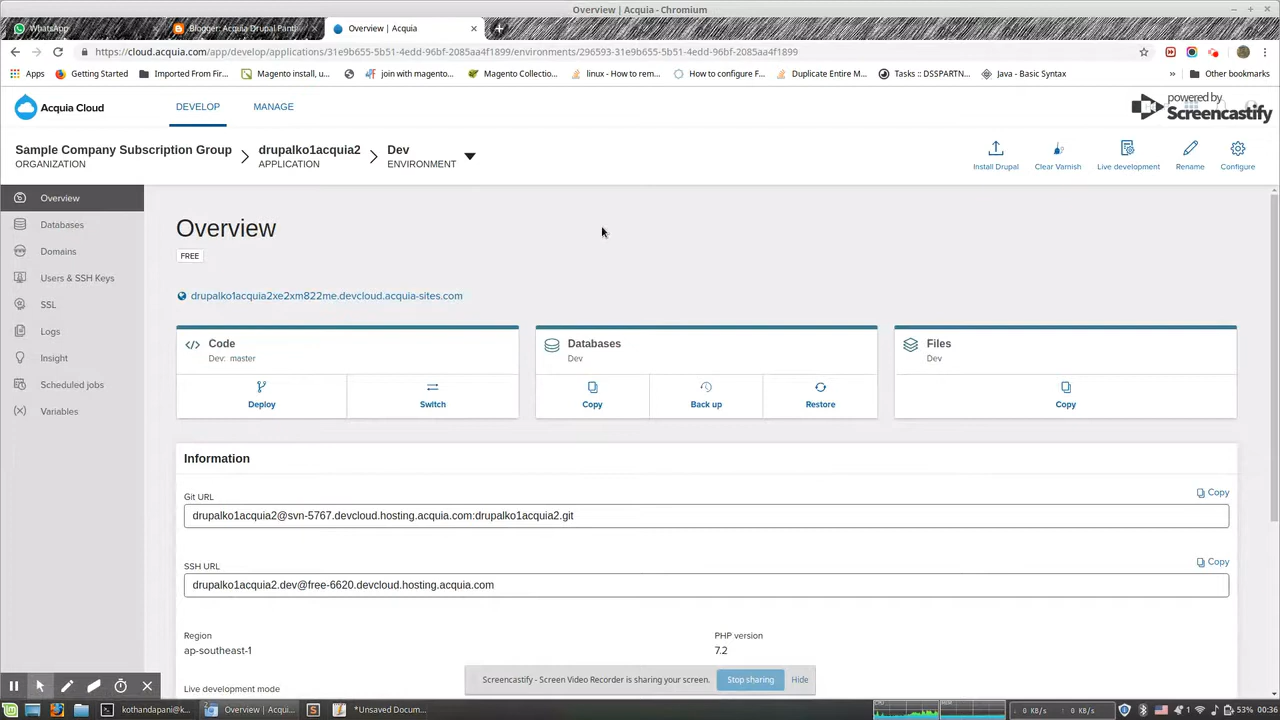 Overview | Acquia - Chromium
WhatsApp
Blogger: Acquia Drupal Panti
Overview | Acquia
https://cloud.acquia.com/app/develop/applications/31e9b655-5b51-4edd-96bf-2085aa4f1899/environments/296593-31e9b655-5b51-4edd-96bf-2085aa4f1899
Apps Getting Started Imported From Fir... Magento install, u... join with magento... Magento Collectio... linux - How to rem... How to configure F... Duplicate Entire M... Tasks :: DSSPARTN... Java - Basic Syntax » Other bookmarks
Acquia Cloud DEVELOP MANAGE
powered by
Screencastify
Sample Company Subscription Group drupalko1acquia2 Dev
ORGANIZATION APPLICATION ENVIRONMENT
Install Drupal Clear Varnish Live development Rename Configure
Overview
Databases
Domains
Users & SSH Keys
SSL
Logs
Insight
Scheduled jobs
Variables
Overview
FREE
drupalko1acquia2xe2xm822me.devcloud.acquia-sites.com
Code
Dev: master
Deploy Switch
Databases
Dev
Copy Back up Restore
Files
Dev
Copy
Information
Git URL Copy
drupalko1acquia2@svn-5767.devcloud.hosting.acquia.com:drupalko1acquia2.git
SSH URL Copy
drupalko1acquia2.dev@free-6620.devcloud.hosting.acquia.com
Region PHP version
ap-southeast-1 7.2
Live development mode
Screencastify - Screen Video Recorder is sharing your screen. Stop sharing Hide
kothandapani@k... Overview | Acqui... *Unsaved Docum... 0 KB/s 0 KB/s 53% 00:36